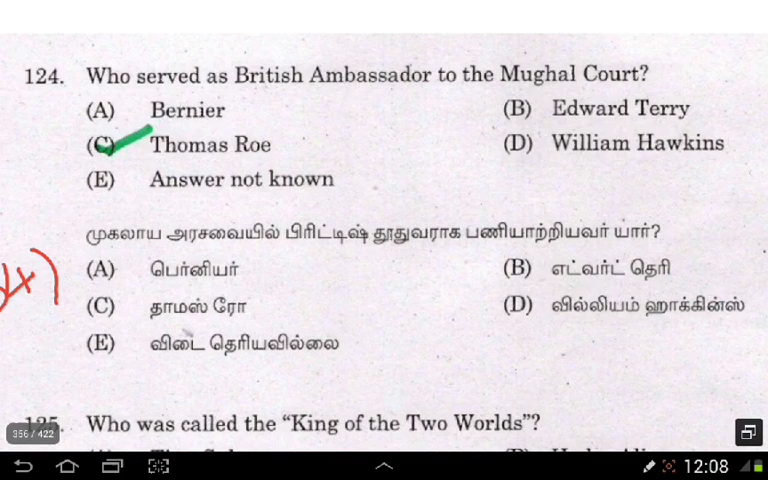 124. Who served as British Ambassador to the Mughal Court?
(A) Bernier (B) Edward Terry
(C) Thomas Roe (D) William Hawkins
(E) Answer not known
முகலாய அரசவையில் பிரிட்டிஷ் தூதுவராக பணியாற்றியவர் யார்?
(A) பெர்னியர் (B) எட்வர்ட் தெரி
(C) தாமஸ் ரோ (D) வில்லியம் ஹாக்கின்ஸ்
(E) விடை தெரியவில்லை
125. Who was called the “King of the Two Worlds”?
356 / 422
12:08